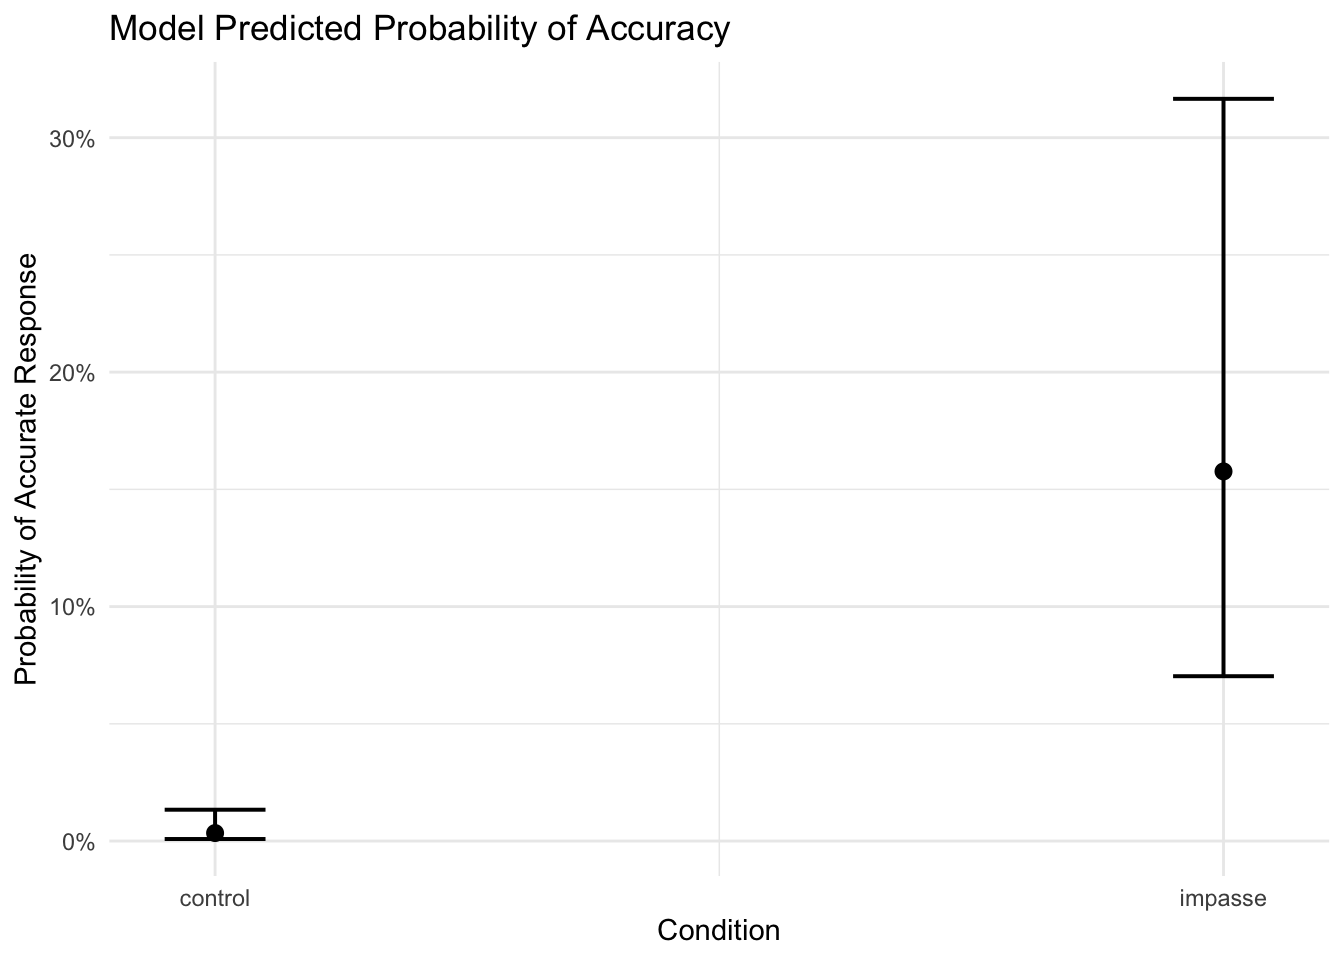 Model Predicted Probability of Accuracy
Probability of Accurate Response
30%
20%
10%
0%
control
impasse
Condition